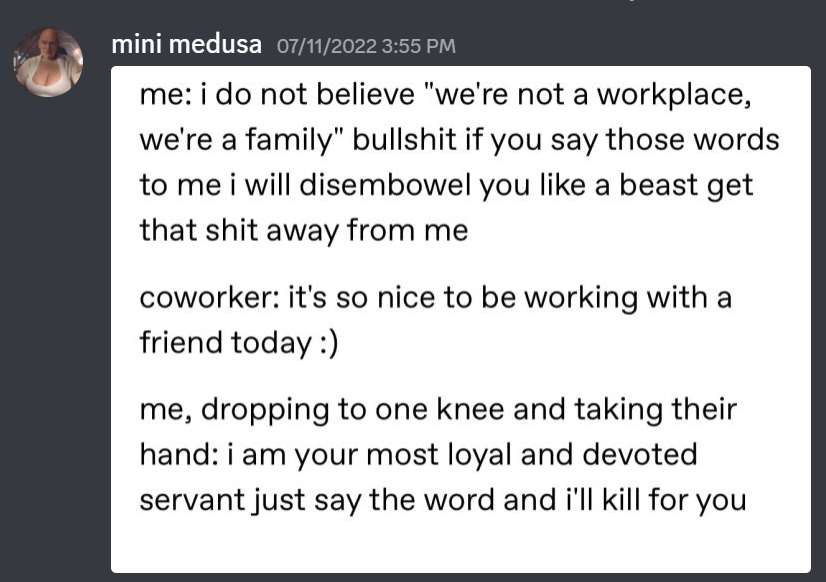 mini medusa 07/11/2022 3:55 PM
me: i do not believe "we're not a workplace,
we're a family" bullshit if you say those words
to me i will disembowel you like a beast get
that shit away from me
coworker: it's so nice to be working with a
friend today :)
me, dropping to one knee and taking their
hand: i am your most loyal and devoted
servant just say the word and i'll kill for you